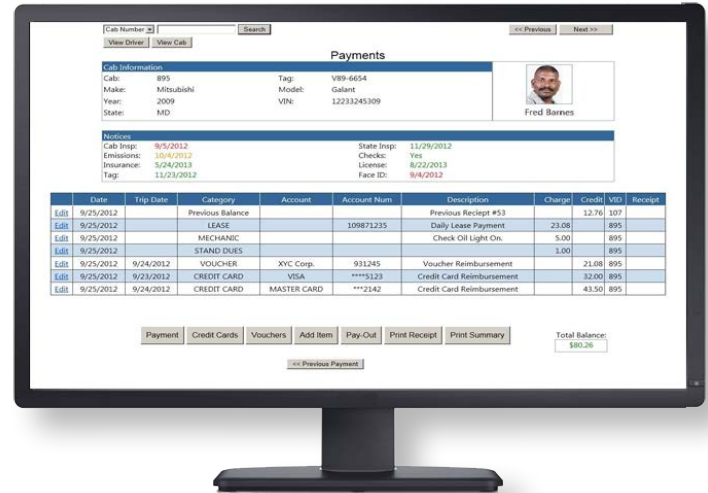 Cab Number Search << Previous Next >>
View Driver View Cab
Payments
Cab Information
Cab: 895 Tag: V89-6654
Make: Mitsubishi Model: Galant
Year: 2009 VIN: 12233245309
State: MD
Fred Barnes
Notices
Cab Insp: 9/5/2012 State Insp: 11/29/2012
Emissions: 10/4/2012 Checks: Yes
Insurance: 5/24/2013 License: 8/22/2013
Tag: 11/23/2012 Face ID: 9/4/2012
Date Trip Date Category Account Account Num Description Charge Credit VID Receipt
Edit 9/25/2012 Previous Balance Previous Reciept #53 12.76 107
Edit 9/25/2012 LEASE 109871235 Daily Lease Payment 23.08 895
Edit 9/25/2012 MECHANIC Check Oil Light On. 5.00 895
Edit 9/25/2012 STAND DUES 1.00 895
Edit 9/25/2012 9/24/2012 VOUCHER XYC Corp. 931245 Voucher Reimbursement 21.08 895
Edit 9/25/2012 9/23/2012 CREDIT CARD VISA ****5123 Credit Card Reimbursement 32.00 895
Edit 9/25/2012 9/24/2012 CREDIT CARD MASTER CARD ***2142 Credit Card Reimbursement 43.50 895
Payment Credit Cards Vouchers Add Item Pay-Out Print Receipt Print Summary Total Balance:
$80.26
<< Previous Payment